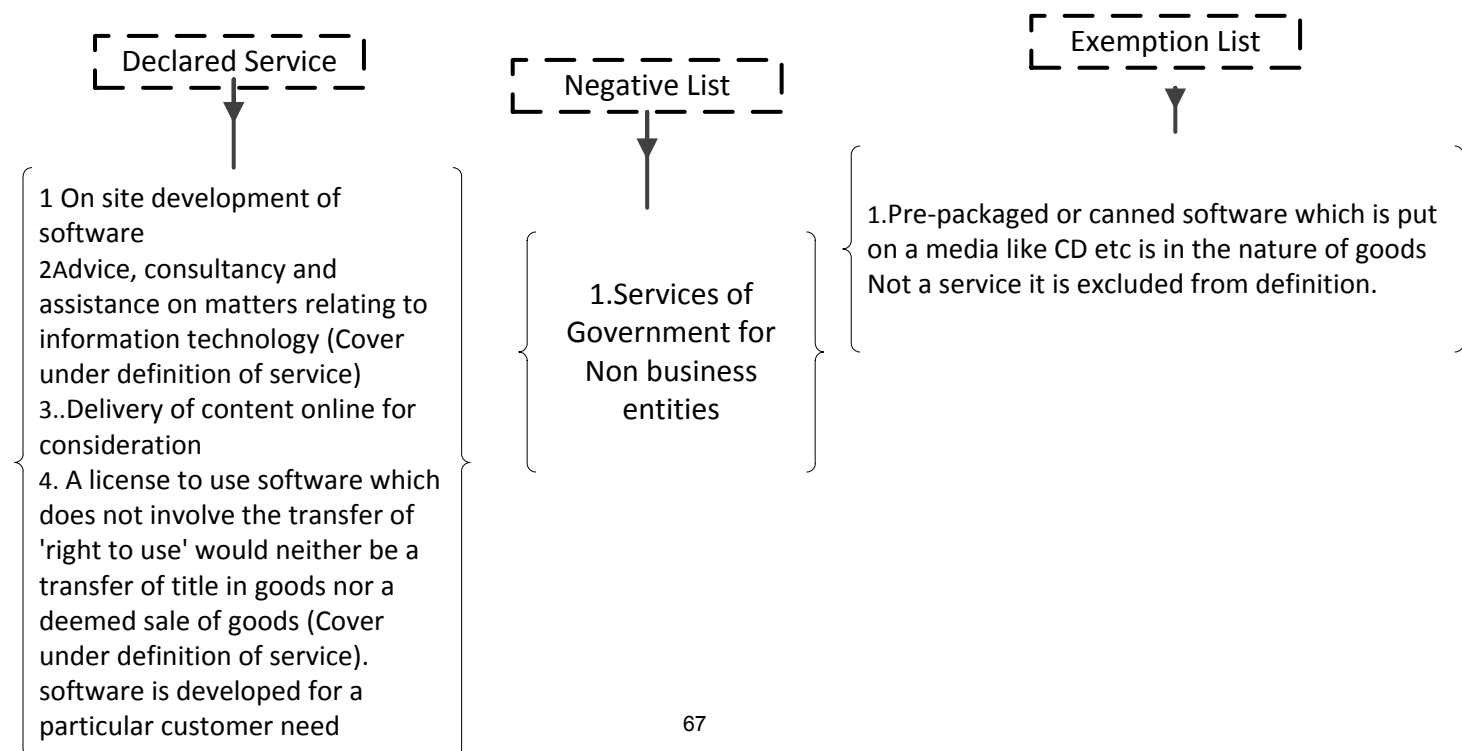 Declared Service
1 On site development of
software
2Advice, consultancy and
assistance on matters relating to
information technology (Cover
under definition of service)
3..Delivery of content online for
consideration
4. A license to use software which
does not involve the transfer of
'right to use' would neither be a
transfer of title in goods nor a
deemed sale of goods (Cover
under definition of service).
software is developed for a
particular customer need
Negative List
1.Services of
Government for
Non business
entities
Exemption List
1.Pre-packaged or canned software which is put
on a media like CD etc is in the nature of goods
Not a service it is excluded from definition.
67